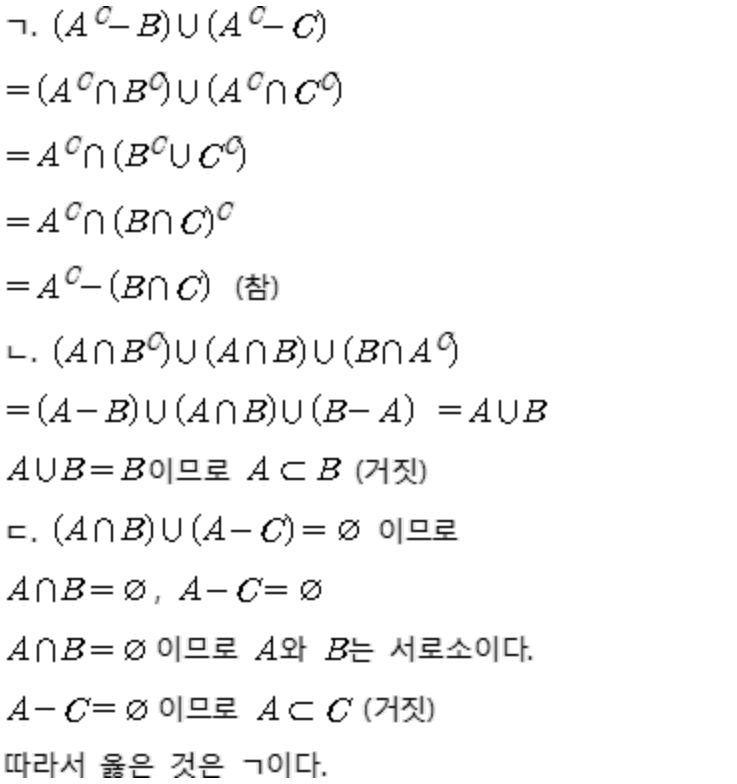 ㄱ. (A^C − B)∪(A^C − C)
=(A^C∩B^C)∪(A^C∩C^C)
=A^C∩(B^C∪C^C)
=A^C∩(B∩C)^C
=A^C−(B∩C) (참)
ㄴ. (A∩B^C)∪(A∩B)∪(B∩A^C)
=(A−B)∪(A∩B)∪(B−A) =A∪B
A∪B=B이므로 A⊂B (거짓)
ㄷ. (A∩B)∪(A−C)=∅ 이므로
A∩B=∅, A−C=∅
A∩B=∅ 이므로 A와 B는 서로소이다.
A−C=∅ 이므로 A⊂C (거짓)
따라서 옳은 것은 ㄱ이다.